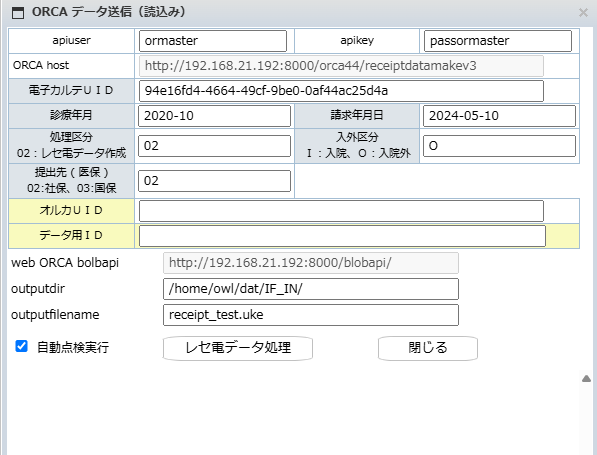 ORCA データ送信（読込み）
apiuser ormaster apikey passormaster
ORCA host http://192.168.21.192:8000/orca44/receiptdatamakev3
電子カルテＵＩＤ 94e16fd4-4664-49cf-9be0-0af44ac25d4a
診療年月 2020-10 請求年月日 2024-05-10
処理区分
02：レセ電データ作成 02 入外区分
Ｉ：入院、Ｏ：入院外 O
提出先 ( 医保 )
02:社保、03:国保 02
オルカＵＩＤ
データ用ＩＤ
web ORCA bolbapi http://192.168.21.192:8000/blobapi/
outputdir /home/owl/dat/IF_IN/
outputfilename receipt_test.uke
自動点検実行 レセ電データ処理 閉じる